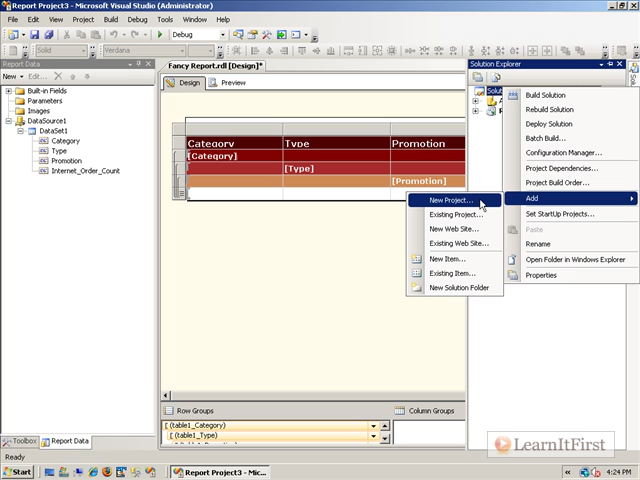 Report Project3 - Microsoft Visual Studio (Administrator)
File Edit View Project Build Debug Tools Window Help
Debug
Solid
Verdana
Report Data
New Edit...
Built-in Fields
Parameters
Images
DataSource1
DataSet1
Category
Type
Promotion
Internet_Order_Count
Fancy Report.rdl [Design]*
Design Preview
Category Type Promotion
[Category]
[Type]
[Promotion]
Row Groups Column Groups
[ (table1_Category)
[ (table1_Type)
Solution Explorer
Build Solution
Rebuild Solution
Deploy Solution
Batch Build...
Configuration Manager...
Project Dependencies...
Project Build Order...
Add
Set StartUp Projects...
Paste
Rename
Open Folder in Windows Explorer
Properties
New Project...
Existing Project...
New Web Site...
Existing Web Site...
New Item...
Existing Item...
New Solution Folder
Toolbox Report Data
Ready
LearnItFirst
Start
Report Project3 - Mic...
4:24 PM